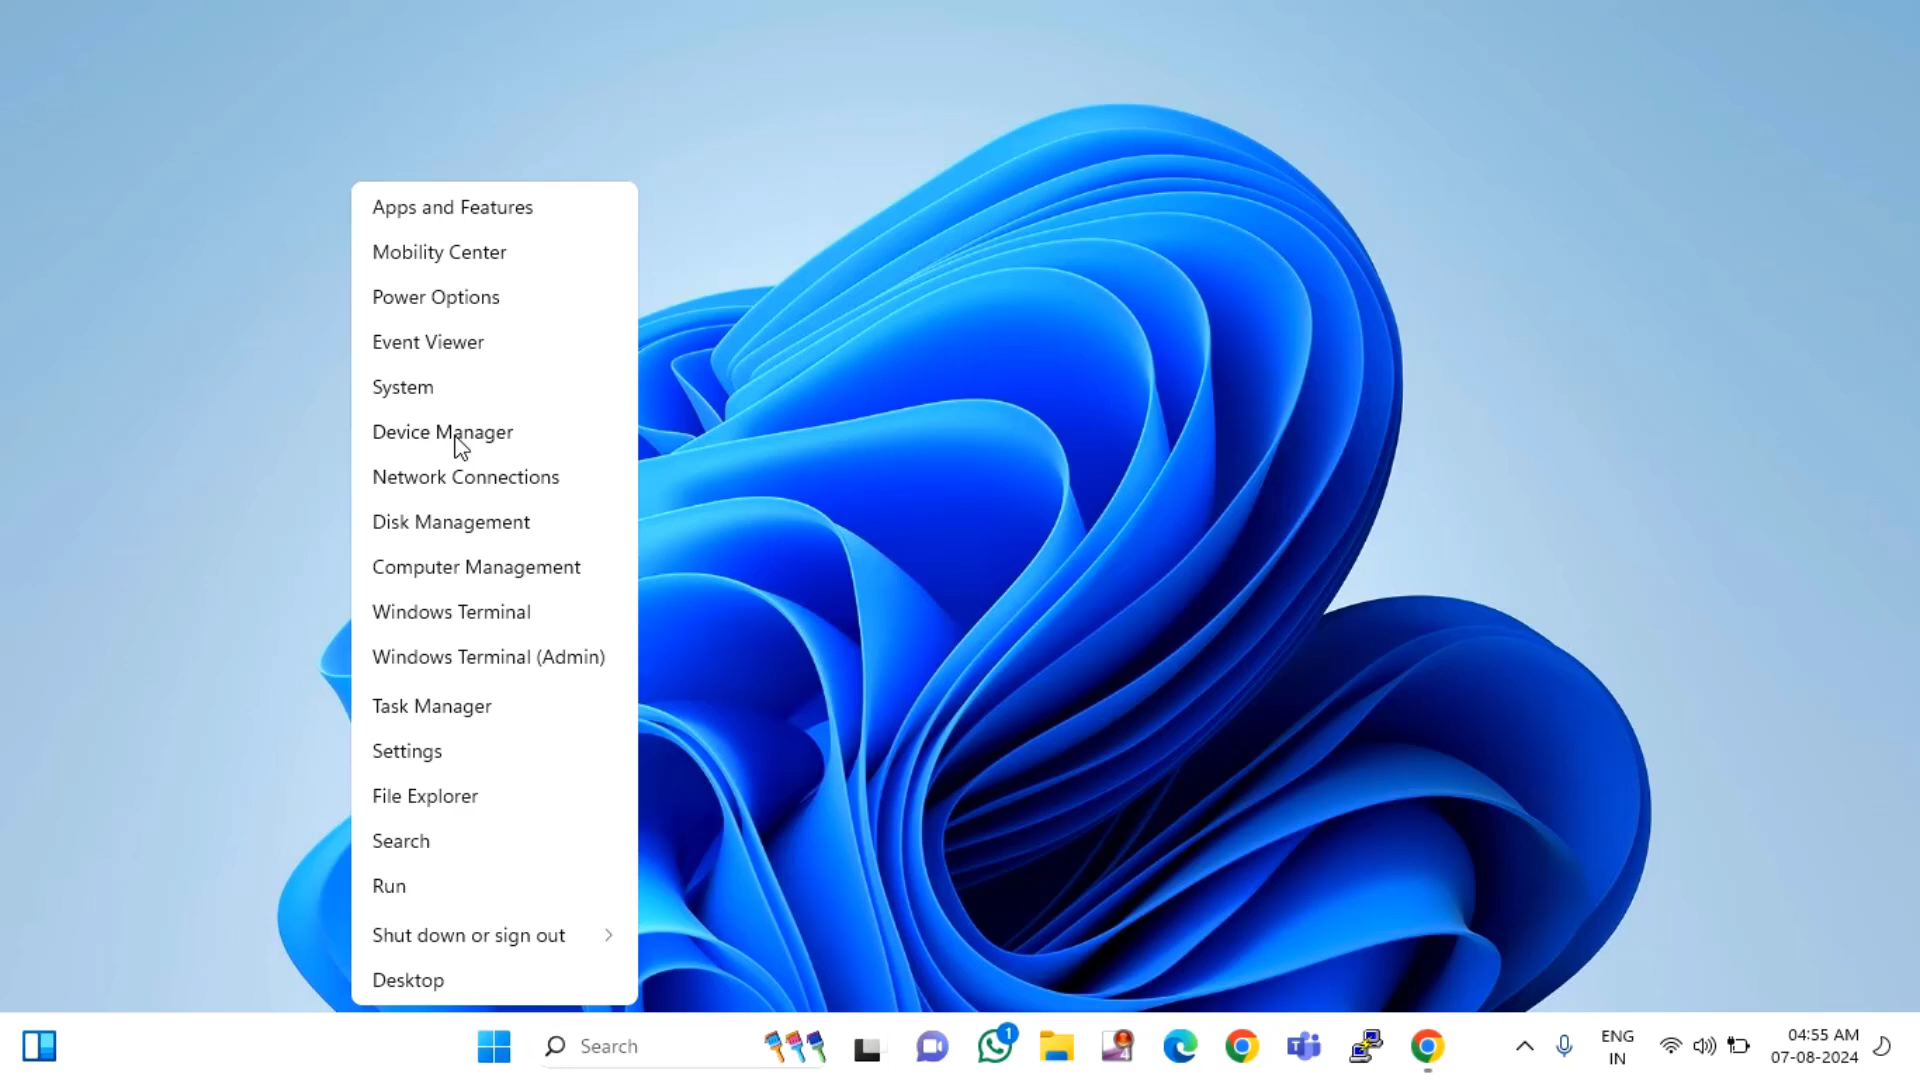 Apps and Features
Mobility Center
Power Options
Event Viewer
System
Device Manager
Network Connections
Disk Management
Computer Management
Windows Terminal
Windows Terminal (Admin)
Task Manager
Settings
File Explorer
Search
Run
Shut down or sign out
Desktop
Search
1
4
ENG
IN
04:55 AM
07-08-2024